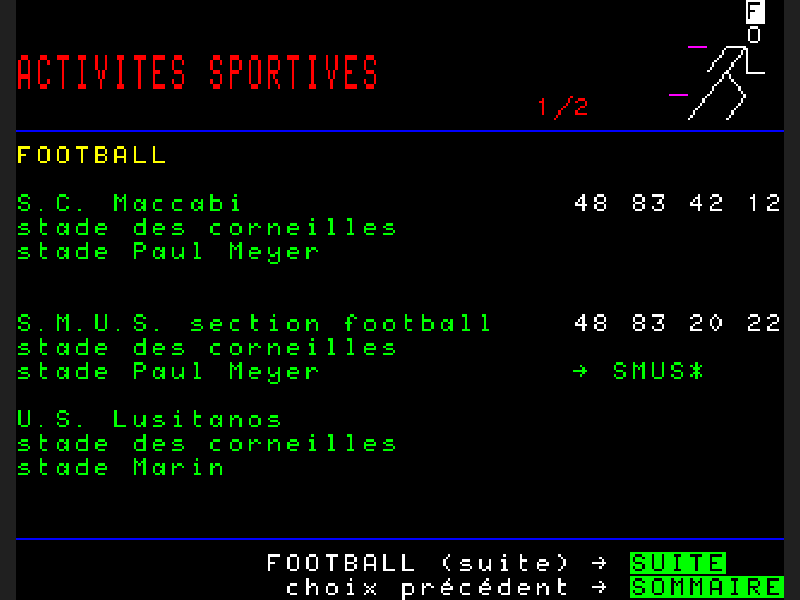 F
ACTIVITES SPORTIVES
1/2
FOOTBALL
S.C. Maccabi 48 83 42 12
stade des corneilles
stade Paul Meyer
S.M.U.S. section football 48 83 20 22
stade des corneilles
stade Paul Meyer → SMUS*
U.S. Lusitanos
stade des corneilles
stade Marin
FOOTBALL (suite) → SUITE
choix précédent → SOMMAIRE